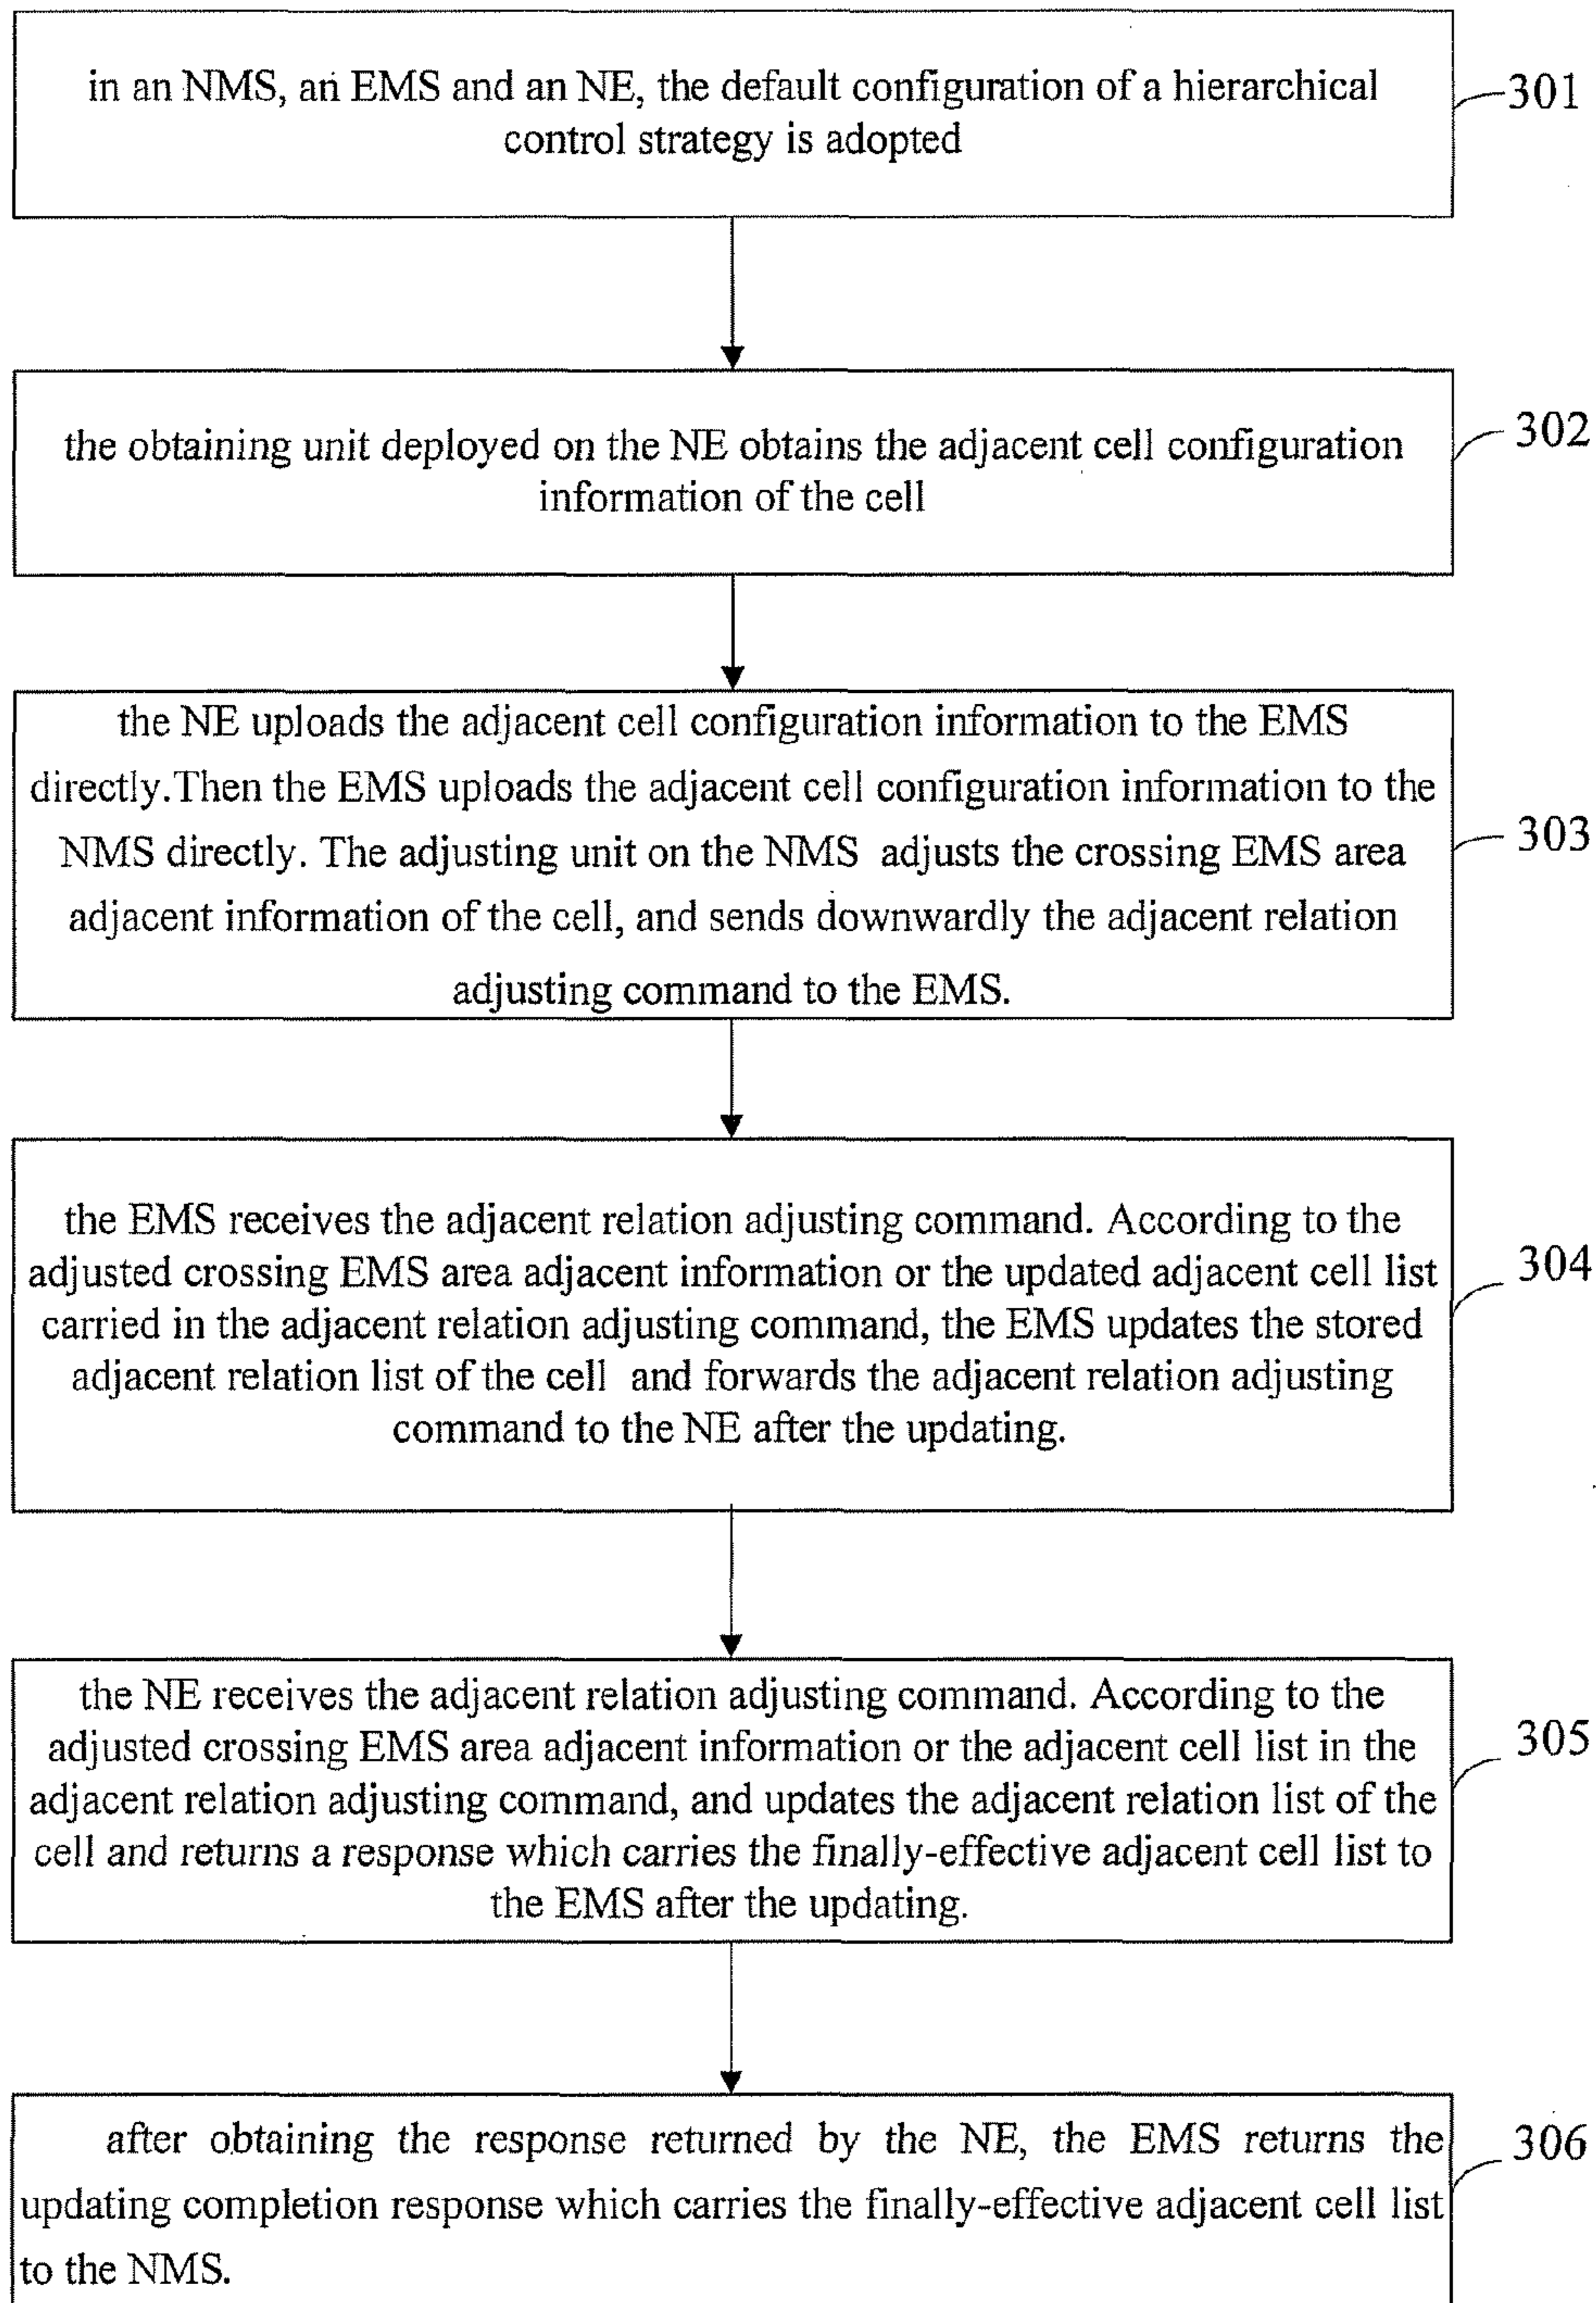 in an NMS, an EMS and an NE, the default configuration of a hierarchical
control strategy is adopted
301
the obtaining unit deployed on the NE obtains the adjacent cell configuration
information of the cell
302
the NE uploads the adjacent cell configuration information to the EMS
directly.Then the EMS uploads the adjacent cell configuration information to the
NMS directly. The adjusting unit on the NMS adjusts the crossing EMS area
adjacent information of the cell, and sends downwardly the adjacent relation
adjusting command to the EMS.
303
the EMS receives the adjacent relation adjusting command. According to the
adjusted crossing EMS area adjacent information or the updated adjacent cell list
carried in the adjacent relation adjusting command, the EMS updates the stored
adjacent relation list of the cell and forwards the adjacent relation adjusting
command to the NE after the updating.
304
the NE receives the adjacent relation adjusting command. According to the
adjusted crossing EMS area adjacent information or the adjacent cell list in the
adjacent relation adjusting command, and updates the adjacent relation list of the
cell and returns a response which carries the finally-effective adjacent cell list to
the EMS after the updating.
305
after obtaining the response returned by the NE, the EMS returns the
updating completion response which carries the finally-effective adjacent cell list
to the NMS.
306